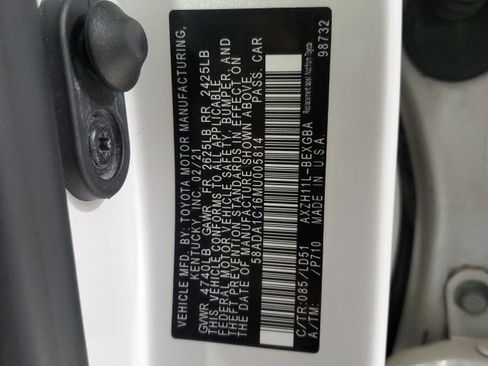 VEHICLE MFD. BY: TOYOTA MOTOR MANUFACTURING,
KENTUCKY, INC. 02/21
GVWR 4740LB GAWR FR 2625LB RR 2425LB
THIS VEHICLE CONFORMS TO ALL APPLICABLE
FEDERAL MOTOR VEHICLE SAFETY, BUMPER, AND
THEFT PREVENTION STANDARDS IN EFFECT ON
THE DATE OF MANUFACTURE SHOWN ABOVE.
58ADA1C16MU005814 PASS. CAR
C/TR:085/LD51 AXZH11L-BEXGBA
A/TM: /P710 MADE IN U.S.A.
98732